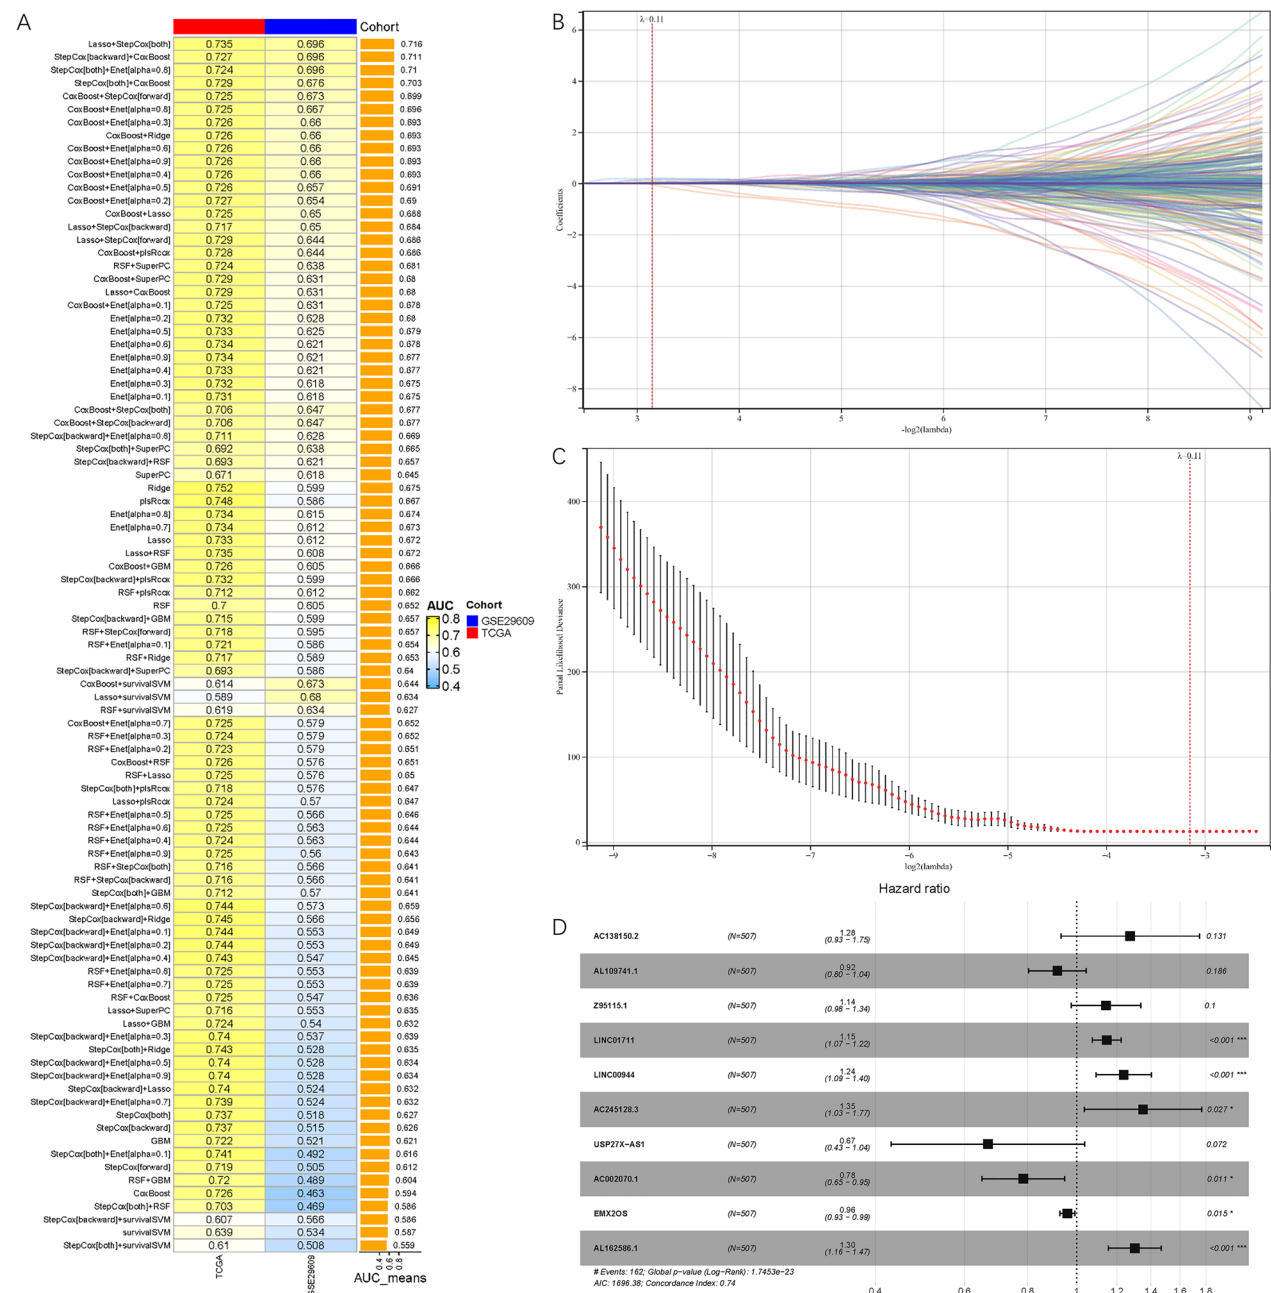 A
Cohort
Lasso+StepCox[both] 0.735 0.696 0.716
StepCox[backward]+CoxBoost 0.727 0.696 0.711
StepCox[both]+Enet[alpha=0.8] 0.724 0.696 0.71
StepCox[both]+CoxBoost 0.729 0.676 0.703
CoxBoost+StepCox[forward] 0.725 0.673 0.699
CoxBoost+Enet[alpha=0.8] 0.725 0.667 0.696
CoxBoost+Enet[alpha=0.3] 0.726 0.66 0.693
CoxBoost+Ridge 0.726 0.66 0.693
CoxBoost+Enet[alpha=0.6] 0.726 0.66 0.693
CoxBoost+Enet[alpha=0.9] 0.726 0.66 0.693
CoxBoost+Enet[alpha=0.4] 0.726 0.66 0.693
CoxBoost+Enet[alpha=0.5] 0.726 0.657 0.691
CoxBoost+Enet[alpha=0.2] 0.727 0.654 0.69
CoxBoost+Lasso 0.725 0.65 0.688
Lasso+StepCox[backward] 0.717 0.65 0.684
Lasso+StepCox[forward] 0.729 0.644 0.686
CoxBoost+plsRcox 0.728 0.644 0.686
RSF+SuperPC 0.724 0.638 0.681
CoxBoost+SuperPC 0.729 0.631 0.68
Lasso+CoxBoost 0.729 0.631 0.68
CoxBoost+Enet[alpha=0.1] 0.725 0.631 0.678
Enet[alpha=0.2] 0.732 0.628 0.68
Enet[alpha=0.5] 0.733 0.625 0.679
Enet[alpha=0.6] 0.734 0.621 0.678
Enet[alpha=0.9] 0.734 0.621 0.677
Enet[alpha=0.4] 0.733 0.621 0.677
Enet[alpha=0.3] 0.732 0.618 0.675
Enet[alpha=0.1] 0.731 0.618 0.675
CoxBoost+StepCox[both] 0.706 0.647 0.677
CoxBoost+StepCox[backward] 0.706 0.647 0.677
StepCox[backward]+Enet[alpha=0.8] 0.711 0.628 0.669
StepCox[both]+SuperPC 0.692 0.638 0.665
StepCox[backward]+RSF 0.693 0.621 0.657
SuperPC 0.671 0.618 0.645
Ridge 0.752 0.599 0.675
plsRcox 0.748 0.586 0.667
Enet[alpha=0.8] 0.734 0.615 0.674
Enet[alpha=0.7] 0.734 0.612 0.673
Lasso 0.733 0.612 0.672
Lasso+RSF 0.735 0.608 0.672
CoxBoost+GBM 0.726 0.605 0.666
StepCox[backward]+plsRcox 0.732 0.599 0.666
RSF+plsRcox 0.712 0.612 0.662
RSF 0.7 0.605 0.652
StepCox[backward]+GBM 0.715 0.599 0.657
RSF+StepCox[forward] 0.718 0.595 0.657
RSF+Enet[alpha=0.1] 0.721 0.586 0.654
RSF+Ridge 0.717 0.589 0.653
StepCox[backward]+SuperPC 0.693 0.586 0.64
CoxBoost+survivalSVM 0.614 0.673 0.644
Lasso+survivalSVM 0.589 0.68 0.634
RSF+survivalSVM 0.619 0.634 0.627
CoxBoost+Enet[alpha=0.7] 0.725 0.579 0.652
RSF+Enet[alpha=0.3] 0.724 0.579 0.652
RSF+Enet[alpha=0.2] 0.723 0.579 0.651
CoxBoost+RSF 0.726 0.576 0.651
RSF+Lasso 0.725 0.576 0.65
StepCox[both]+plsRcox 0.718 0.576 0.647
Lasso+plsRcox 0.724 0.57 0.647
RSF+Enet[alpha=0.5] 0.725 0.566 0.646
RSF+Enet[alpha=0.6] 0.725 0.563 0.644
RSF+Enet[alpha=0.4] 0.724 0.563 0.644
RSF+Enet[alpha=0.9] 0.725 0.56 0.643
RSF+StepCox[both] 0.716 0.566 0.641
RSF+StepCox[backward] 0.716 0.566 0.641
StepCox[both]+GBM 0.712 0.57 0.641
StepCox[backward]+Enet[alpha=0.6] 0.744 0.573 0.659
StepCox[backward]+Ridge 0.745 0.566 0.656
StepCox[backward]+Enet[alpha=0.1] 0.744 0.553 0.649
StepCox[backward]+Enet[alpha=0.2] 0.744 0.553 0.649
StepCox[backward]+Enet[alpha=0.4] 0.743 0.547 0.645
RSF+Enet[alpha=0.8] 0.725 0.553 0.639
RSF+Enet[alpha=0.7] 0.725 0.553 0.639
RSF+CoxBoost 0.725 0.547 0.636
Lasso+SuperPC 0.716 0.553 0.635
Lasso+GBM 0.724 0.54 0.632
StepCox[backward]+Enet[alpha=0.3] 0.74 0.537 0.639
StepCox[both]+Ridge 0.743 0.528 0.635
StepCox[backward]+Enet[alpha=0.5] 0.74 0.528 0.634
StepCox[backward]+Enet[alpha=0.9] 0.74 0.528 0.634
StepCox[backward]+Lasso 0.74 0.524 0.632
StepCox[backward]+Enet[alpha=0.7] 0.739 0.524 0.632
StepCox[both] 0.737 0.518 0.627
StepCox[backward] 0.737 0.515 0.626
GBM 0.722 0.521 0.621
StepCox[both]+Enet[alpha=0.1] 0.741 0.492 0.616
StepCox[forward] 0.719 0.505 0.612
RSF+GBM 0.72 0.489 0.604
CoxBoost 0.726 0.463 0.594
StepCox[both]+RSF 0.703 0.469 0.586
StepCox[backward]+survivalSVM 0.607 0.566 0.586
survivalSVM 0.639 0.534 0.587
StepCox[both]+survivalSVM 0.61 0.508 0.559
TCGA
GSE29609
0.4 0.6 0.8
AUC_means
AUC
0.8
0.7
0.6
0.5
0.4
Cohort
GSE29609
TCGA
B
λ=0.11
6
4
2
0
−2
−4
−6
−8
Coefficients
3 4 5 6 7 8 9
-log2(lambda)
C
λ=0.11
400
300
200
100
0
Partial Likelihood Deviance
−9 −8 −7 −6 −5 −4 −3
log2(lambda)
D
Hazard ratio
AC138150.2 (N=507) 1.28 (0.93 − 1.75) 0.131
AL109741.1 (N=507) 0.92 (0.80 − 1.04) 0.186
Z95115.1 (N=507) 1.14 (0.98 − 1.34) 0.1
LINC01711 (N=507) 1.15 (1.07 − 1.22) <0.001 ***
LINC00944 (N=507) 1.24 (1.09 − 1.40) <0.001 ***
AC245128.3 (N=507) 1.35 (1.03 − 1.77) 0.027 *
USP27X−AS1 (N=507) 0.67 (0.43 − 1.04) 0.072
AC002070.1 (N=507) 0.78 (0.65 − 0.95) 0.011 *
EMX2OS (N=507) 0.96 (0.93 − 0.99) 0.015 *
AL162586.1 (N=507) 1.30 (1.16 − 1.47) <0.001 ***
# Events: 162; Global p−value (Log−Rank): 1.7453e−23
AIC: 1696.38; Concordance Index: 0.74
0.4 0.6 0.8 1 1.2 1.4 1.6 1.8